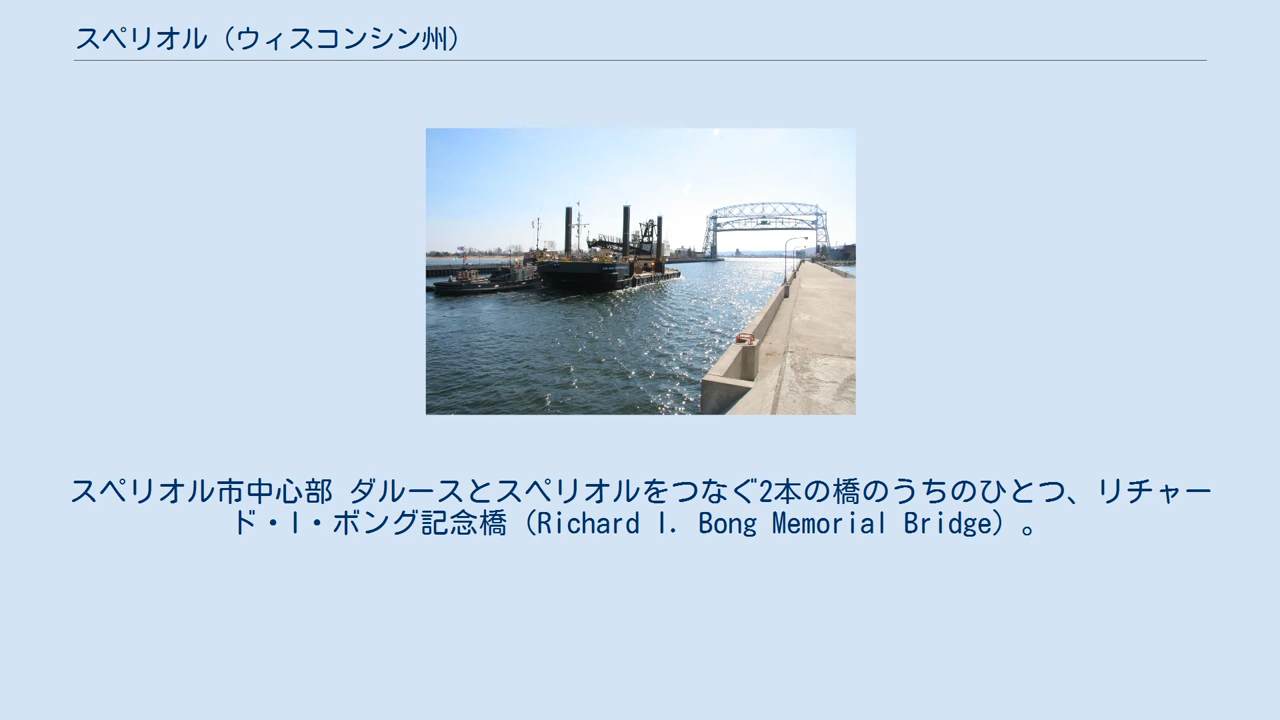 スペリオル（ウィスコンシン州）
スペリオル市中心部 ダルースとスペリオルをつなぐ2本の橋のうちのひとつ、リチャー
ド・I・ボング記念橋（Richard I. Bong Memorial Bridge）。